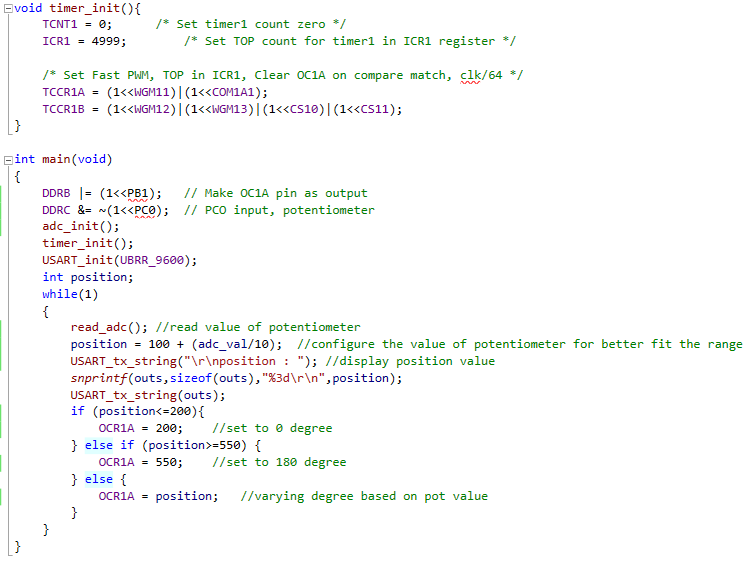 void timer_init(){
    TCNT1 = 0;      /* Set timer1 count zero */
    ICR1 = 4999;        /* Set TOP count for timer1 in ICR1 register */

    /* Set Fast PWM, TOP in ICR1, Clear OC1A on compare match, clk/64 */
    TCCR1A = (1<<WGM11)|(1<<COM1A1);
    TCCR1B = (1<<WGM12)|(1<<WGM13)|(1<<CS10)|(1<<CS11);
}

int main(void)
{
    DDRB |= (1<<PB1);   // Make OC1A pin as output
    DDRC &= ~(1<<PC0);  // PCO input, potentiometer
    adc_init();
    timer_init();
    USART_init(UBRR_9600);
    int position;
    while(1)
    {
        read_adc(); //read value of potentiometer
        position = 100 + (adc_val/10);  //configure the value of potentiometer for better fit the range
        USART_tx_string("\r\nposition : "); //display position value
        snprintf(outs,sizeof(outs),"%3d\r\n",position);
        USART_tx_string(outs);
        if (position<=200){
            OCR1A = 200;    //set to 0 degree
        } else if (position>=550) {
            OCR1A = 550;    //set to 180 degree
        } else {
            OCR1A = position;   //varying degree based on pot value
        }
    }
}